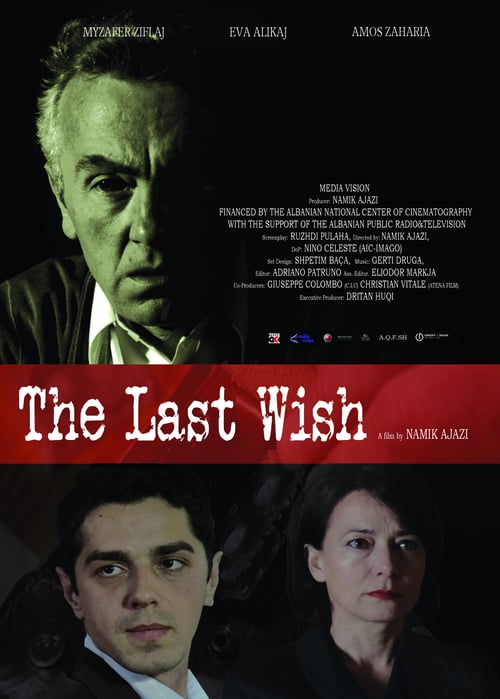 MYZAFER ZIFLAJ EVA ALIKAJ AMOS ZAHARIA
MEDIA VISION
Producer: NAMIK AJAZI
FINANCED BY THE ALBANIAN NATIONAL CENTER OF CINEMATOGRAPHY
WITH THE SUPPORT OF THE ALBANIAN PUBLIC RADIO&TELEVISION
Screenplay: RUZHDI PULAHA, Directed by: NAMIK AJAZI,
DoP: NINO CELESTE (AIC-IMAGO)
Set Design: SHPETIM BAÇA, Music: GERTI DRUGA,
Editor: ADRIANO PATRUNO Ass. Editor: ELIODOR MARKJA
Co-Producers: GIUSEPPE COLOMBO (C.I.C) CHRISTIAN VITALE (ATENA FILM)
Executive Producer: DRITAN HUQI
A.Q.F.SH
The Last Wish
A film by NAMIK AJAZI